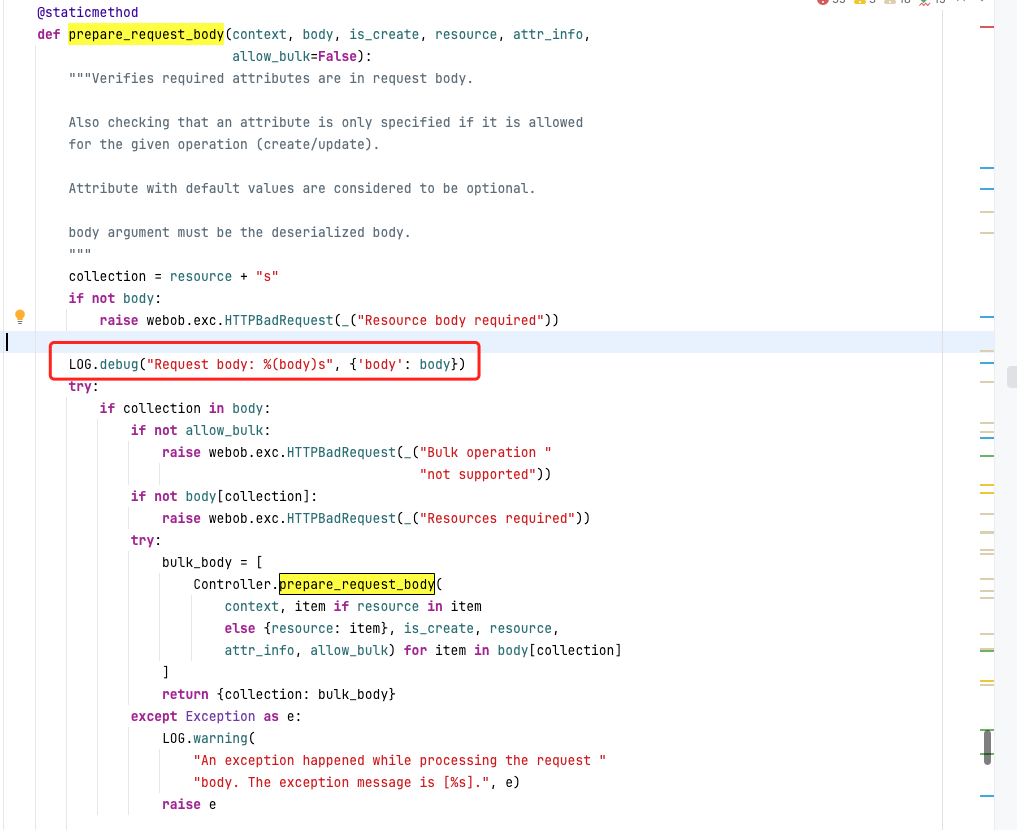 @staticmethod
def prepare_request_body(context, body, is_create, resource, attr_info,
                         allow_bulk=False):
    """Verifies required attributes are in request body.

    Also checking that an attribute is only specified if it is allowed
    for the given operation (create/update).

    Attribute with default values are considered to be optional.

    body argument must be the deserialized body.
    """
    collection = resource + "s"
    if not body:
        raise webob.exc.HTTPBadRequest(_("Resource body required"))

    LOG.debug("Request body: %(body)s", {'body': body})
    try:
        if collection in body:
            if not allow_bulk:
                raise webob.exc.HTTPBadRequest(_("Bulk operation "
                                                 "not supported"))
            if not body[collection]:
                raise webob.exc.HTTPBadRequest(_("Resources required"))
            try:
                bulk_body = [
                    Controller.prepare_request_body(
                        context, item if resource in item
                        else {resource: item}, is_create, resource,
                        attr_info, allow_bulk) for item in body[collection]
                ]
                return {collection: bulk_body}
            except Exception as e:
                LOG.warning(
                    "An exception happened while processing the request "
                    "body. The exception message is [%s].", e)
                raise e